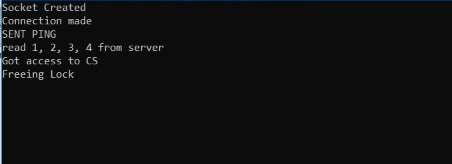 Socket Created
Connection made
SENT PING
read 1, 2, 3, 4 from server
Got access to CS
Freeing Lock